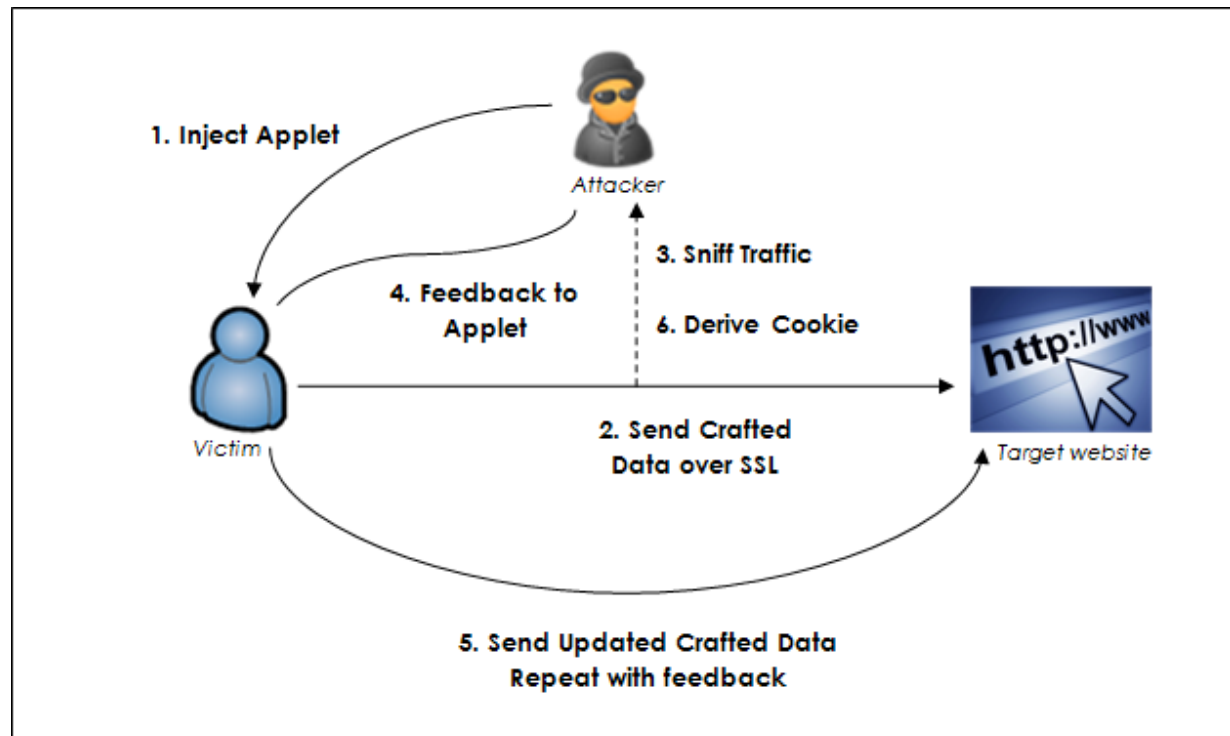 1. Inject Applet
Attacker
3. Sniff Traffic
4. Feedback to
Applet
6. Derive Cookie
http://www
Victim
2. Send Crafted
Data over SSL
Target website
5. Send Updated Crafted Data
Repeat with feedback